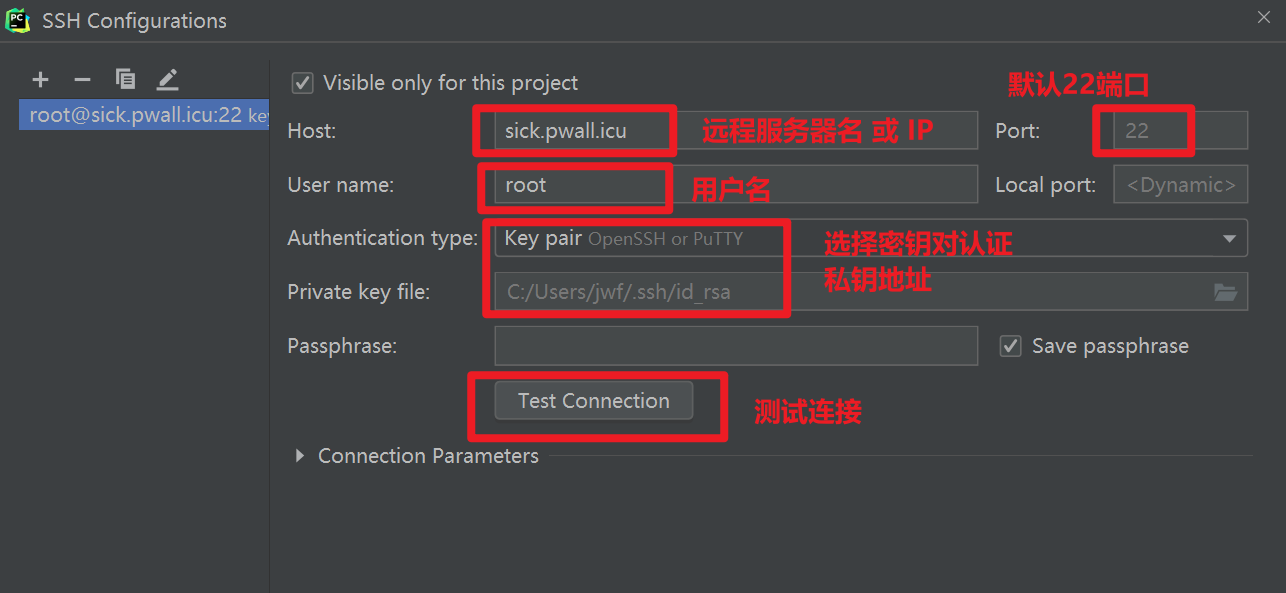 PC
SSH Configurations
Visible only for this project
默认22端口
root@sick.pwall.icu:22 key
Host:
sick.pwall.icu
远程服务器名 或 IP
Port:
22
User name:
root
用户名
Local port:
<Dynamic>
Authentication type:
Key pair OpenSSH or PuTTY
选择密钥对认证
Private key file:
C:/Users/jwf/.ssh/id_rsa
私钥地址
Passphrase:
Save passphrase
Test Connection
测试连接
Connection Parameters